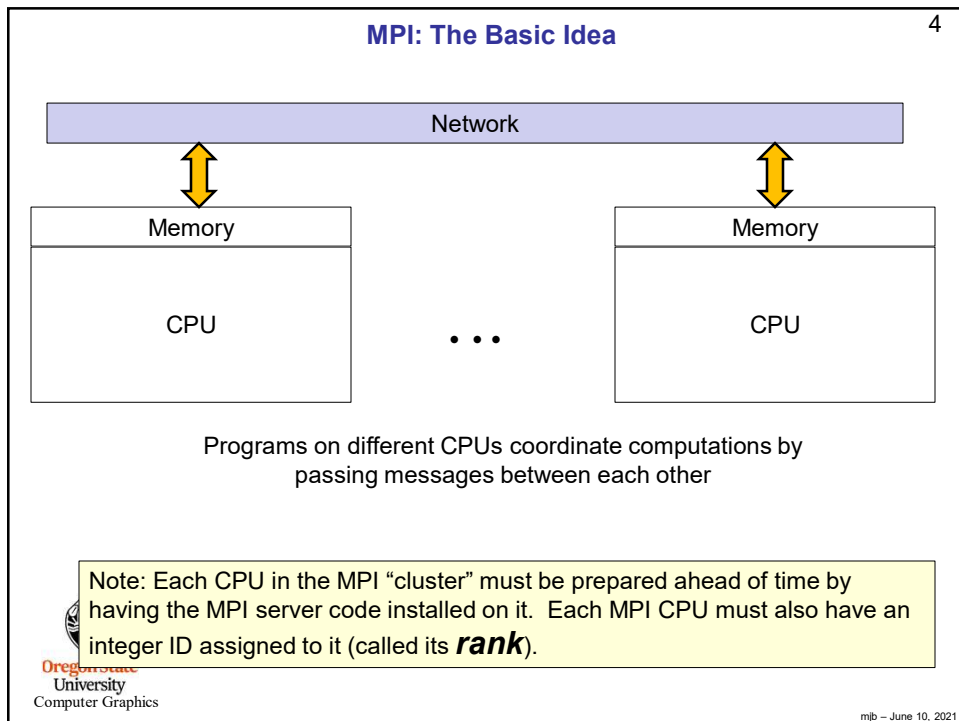 MPI: The Basic Idea
4
Network
Memory
Memory
CPU
CPU
• • •
Programs on different CPUs coordinate computations by
passing messages between each other
Note: Each CPU in the MPI “cluster” must be prepared ahead of time by
having the MPI server code installed on it. Each MPI CPU must also have an
integer ID assigned to it (called its rank).
Oregon State
University
Computer Graphics
mjb – June 10, 2021